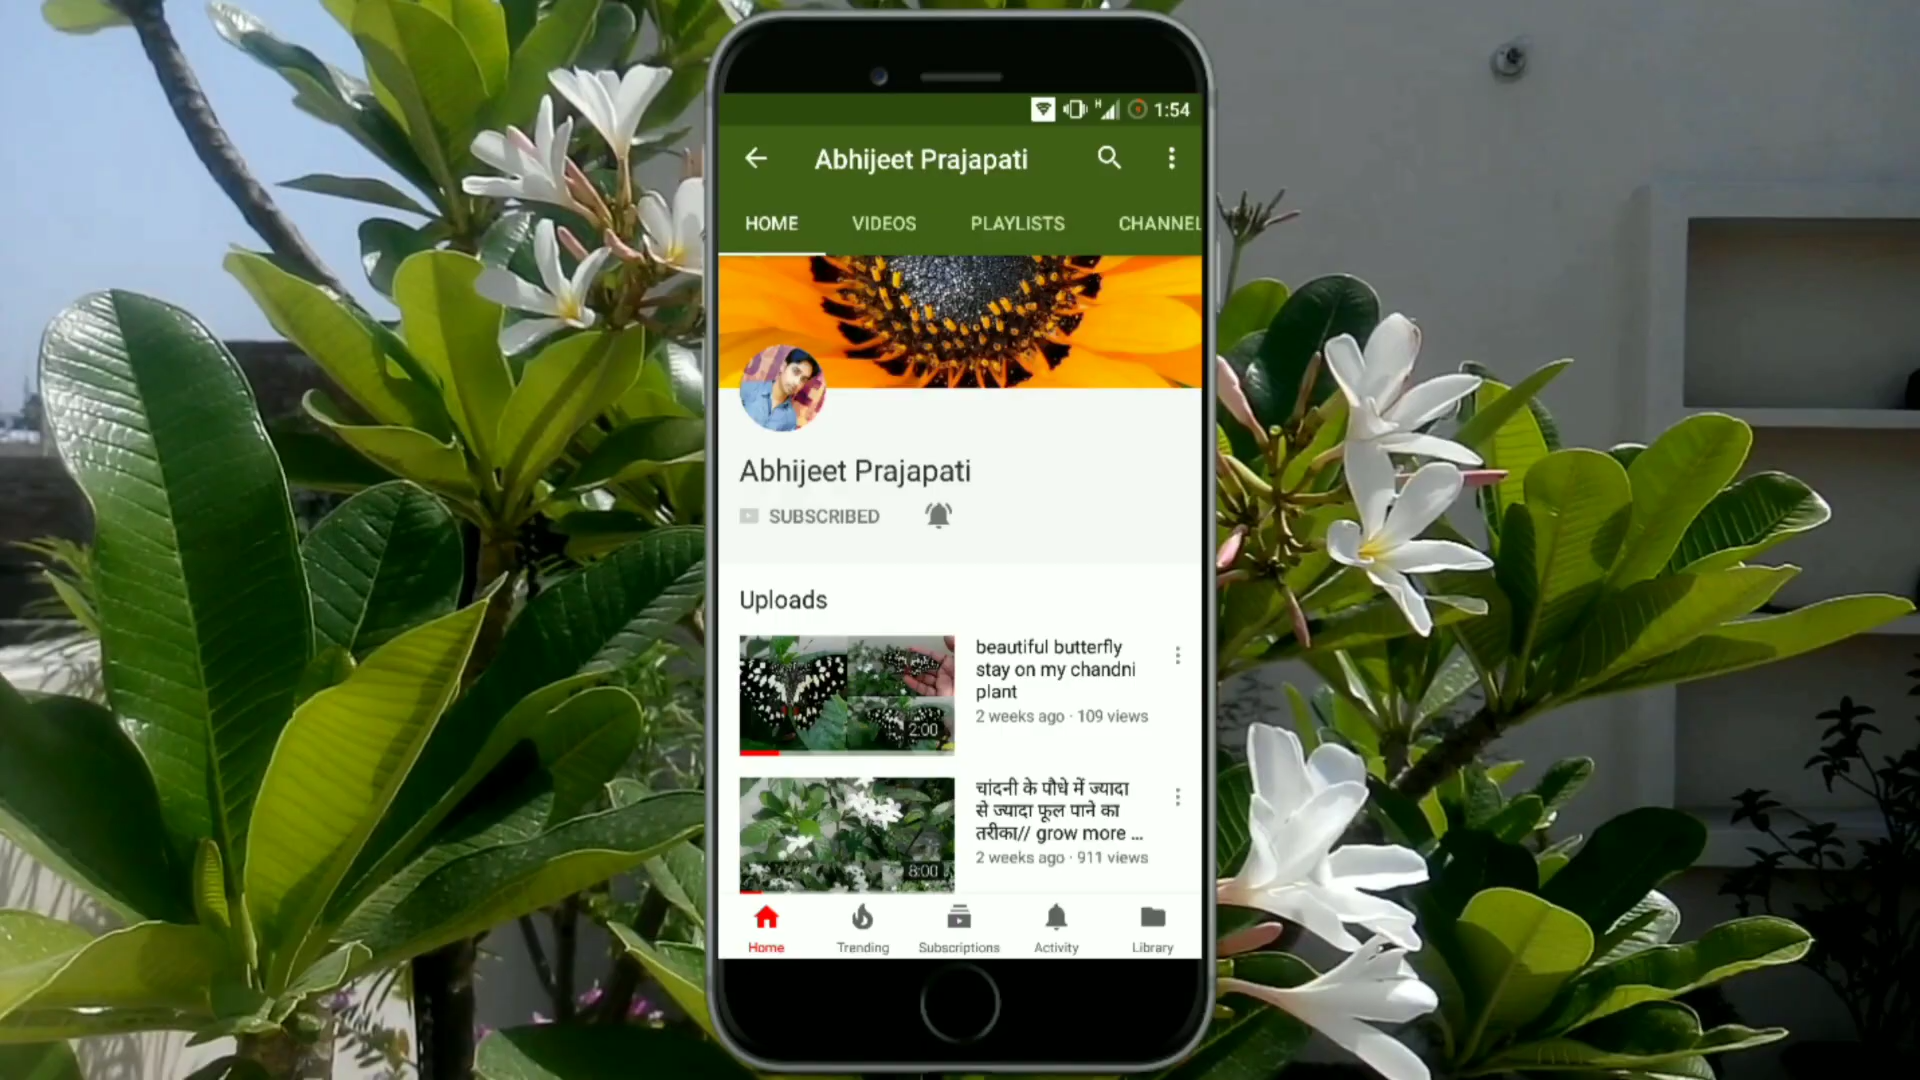 1:54
Abhijeet Prajapati
HOME VIDEOS PLAYLISTS CHANNEL
Abhijeet Prajapati
SUBSCRIBED
Uploads
beautiful butterfly
stay on my chandni
plant
2 weeks ago · 109 views
2:00
चांदनी के पौधे में ज्यादा
से ज्यादा फूल पाने का
तरीका// grow more ...
2 weeks ago · 911 views
8:00
Home Trending Subscriptions Activity Library